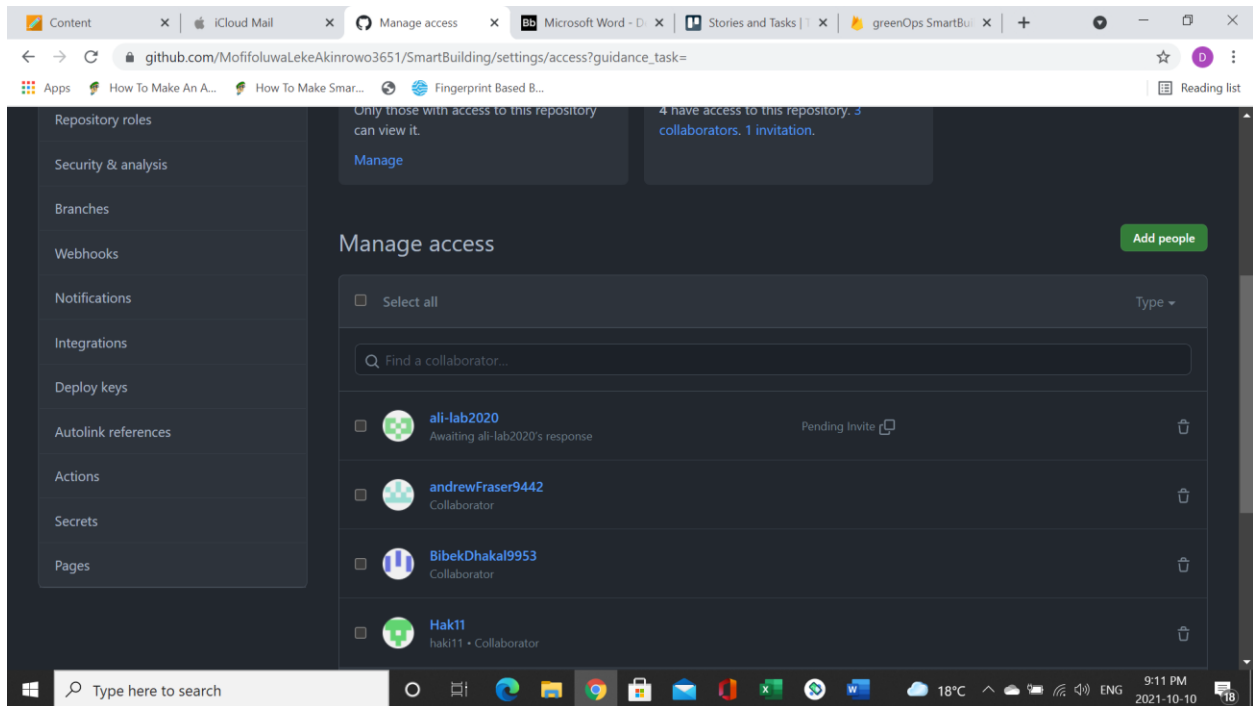 Content
iCloud Mail
Manage access
Bb Microsoft Word - D
Stories and Tasks | T
greenOps SmartBui
github.com/MofifoluwaLekeAkinrowo3651/SmartBuilding/settings/access?guidance_task=
D
Apps
How To Make An A...
How To Make Smar...
Fingerprint Based B...
Reading list
Repository roles
Security & analysis
Branches
Webhooks
Notifications
Integrations
Deploy keys
Autolink references
Actions
Secrets
Pages
Only those with access to this repository
can view it.
Manage
4 have access to this repository. 3
collaborators. 1 invitation.
Manage access
Add people
Select all
Type
Find a collaborator...
ali-lab2020
Awaiting ali-lab2020's response
Pending Invite
andrewFraser9442
Collaborator
BibekDhakal9953
Collaborator
Hak11
haki11 • Collaborator
Type here to search
18°C
ENG
9:11 PM
2021-10-10
18